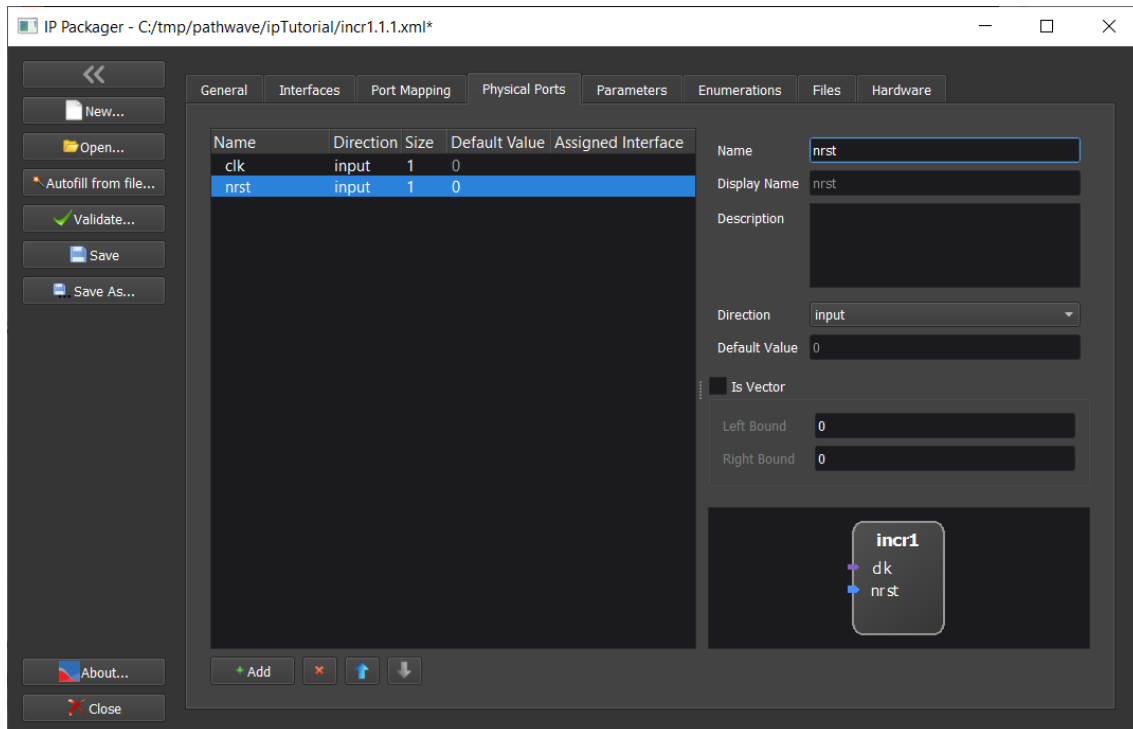 IP Packager - C:/tmp/pathwave/ipTutorial/incr1.1.1.xml*
New...
Open...
Autofill from file...
Validate...
Save
Save As...
About...
Close
General Interfaces Port Mapping Physical Ports Parameters Enumerations Files Hardware
Name Direction Size Default Value Assigned Interface
clk input 1 0
nrst input 1 0
+ Add
Name nrst
Display Name nrst
Description
Direction input
Default Value 0
Is Vector
Left Bound 0
Right Bound 0
incr1
clk
nrst